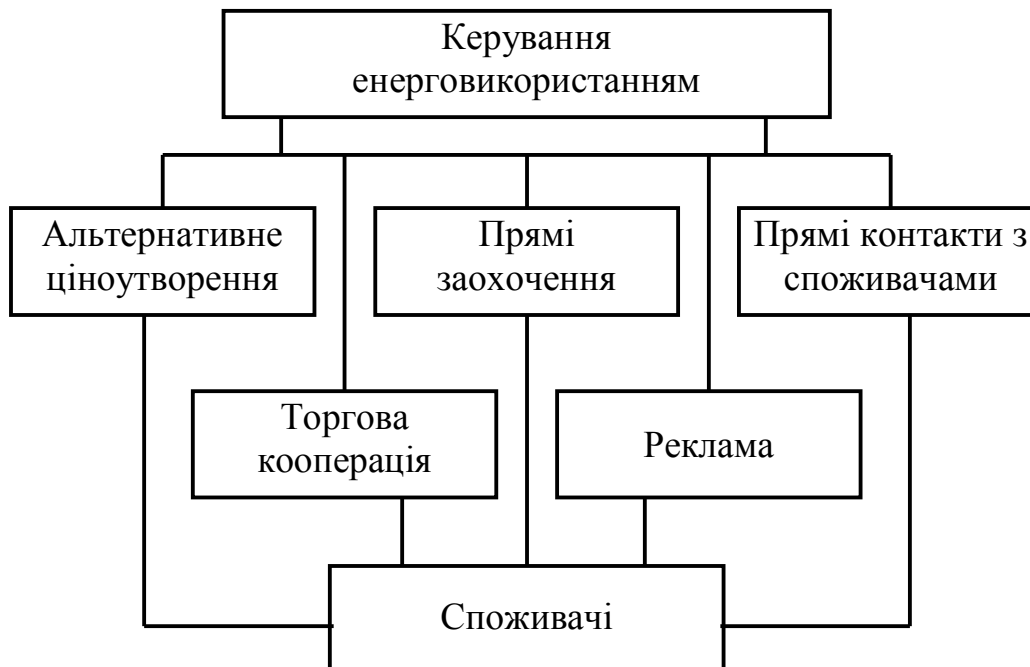 Керування
енерговикористанням
Альтернативне
ціноутворення
Прямі
заохочення
Прямі контакти з
споживачами
Торгова
кооперація
Реклама
Споживачі